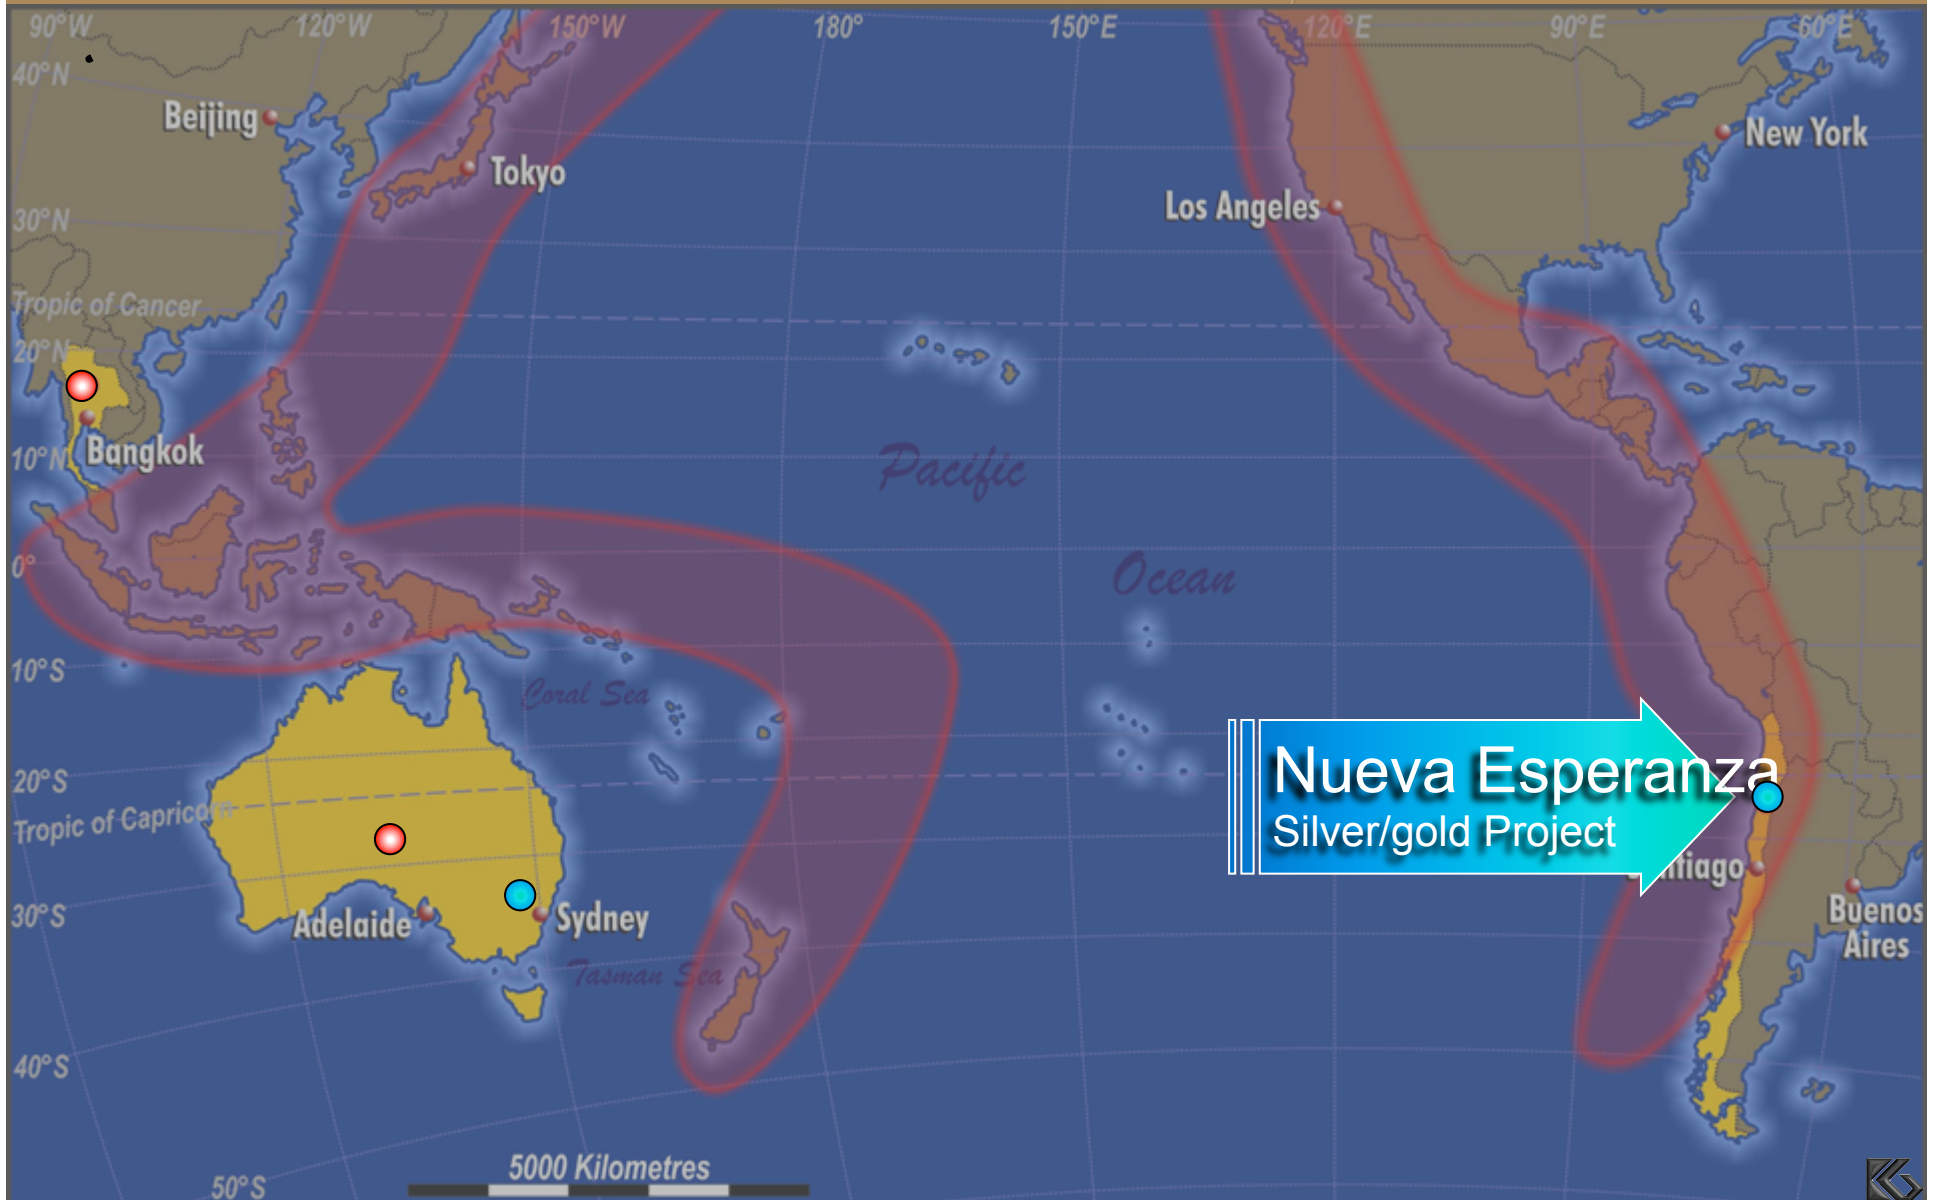 90°W
120°W
150°W
180°
150°E
120°E
90°E
60°E
40°N
Beijing
New York
Tokyo
Los Angeles
30°N
Tropic of Cancer
20°N
Bangkok
10°N
Pacific
Ocean
0°
10°S
Coral Sea
Nueva Esperanza
Silver/gold Project
20°S
Tropic of Capricorn
Santiago
30°S
Adelaide
Sydney
Buenos
Aires
Tasman Sea
40°S
5000 Kilometres
50°S